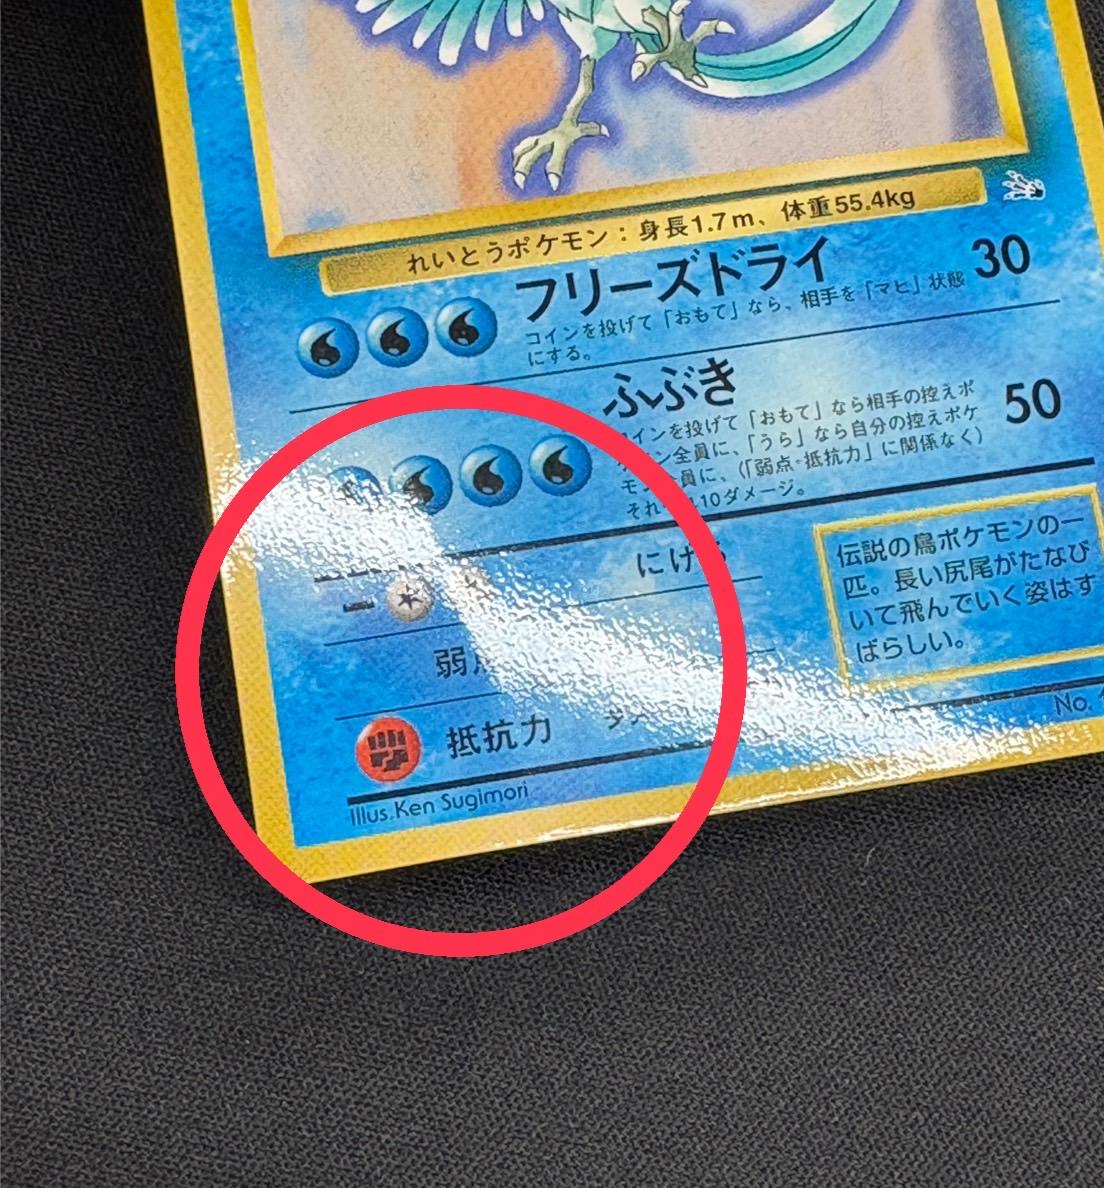 れいとうポケモン：身長1.7m、体重55.4kg
フリーズドライ 30
コインを投げて「おもて」なら、相手を「マヒ」状態
にする。
ふぶき 50
インを投げて「おもて」なら相手の控えポ
ン全員に、「うら」なら自分の控えポケ
モン全員に、(「弱点・抵抗力」に関係なく)
それ 10ダメージ。
にげ
弱
抵抗力
伝説の鳥ポケモンの一
匹。長い尻尾がたなび
いて飛んでいく姿はす
ばらしい。
Illus.Ken Sugimori
No.